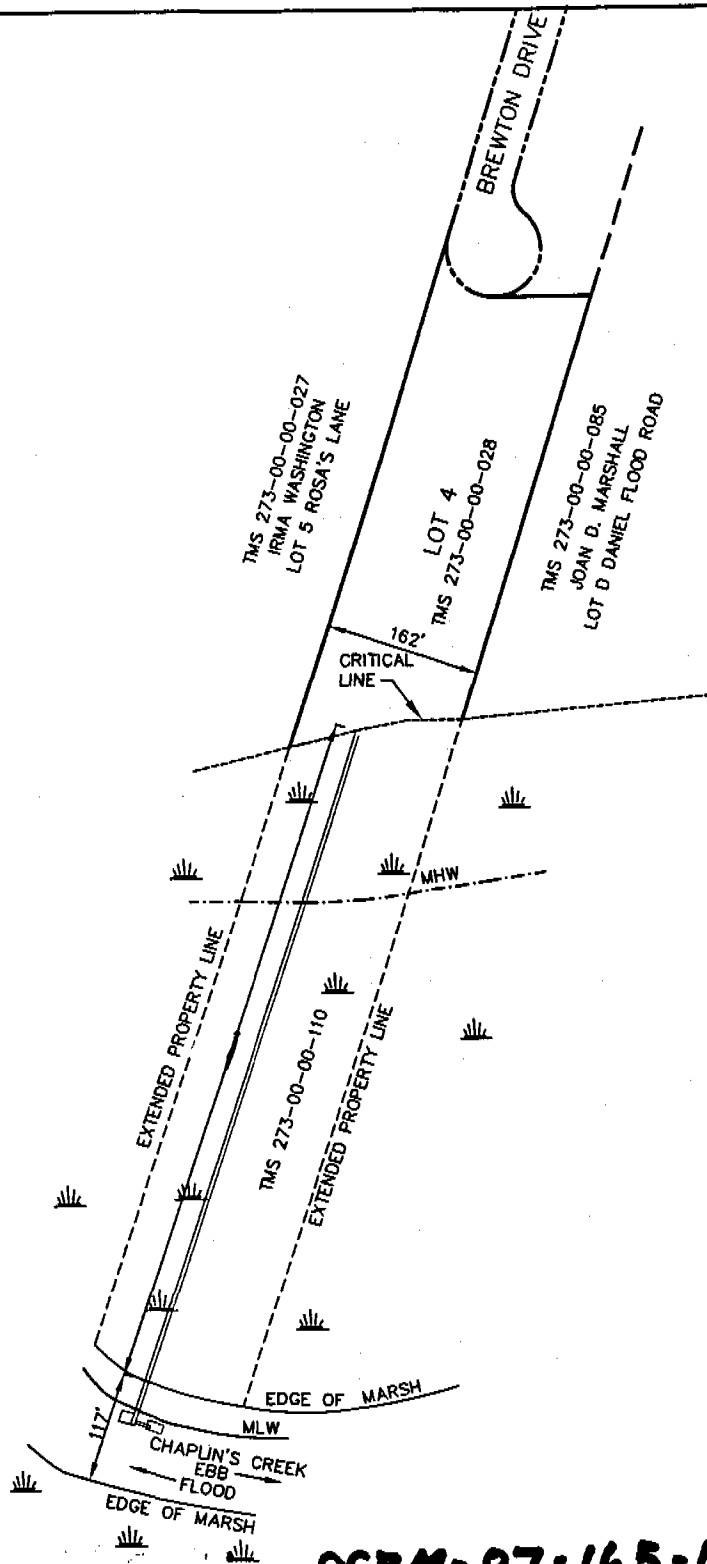 BREWTON DRIVE
TMS 273-00-00-027
IRMA WASHINGTON
LOT 5 ROSA'S LANE
LOT 4
TMS 273-00-00-028
TMS 273-00-00-085
JOAN D. MARSHALL
LOT D DANIEL FLOOD ROAD
162'
CRITICAL
LINE
MHW
EXTENDED PROPERTY LINE
TMS 273-00-00-110
EXTENDED PROPERTY LINE
EDGE OF MARSH
MLW
117'
CHAPLIN'S CREEK
EBB
FLOOD
EDGE OF MARSH